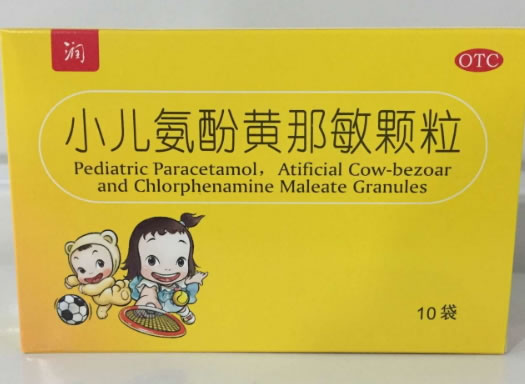 润
OTC
小儿氨酚黄那敏颗粒
Pediatric Paracetamol, Atificial Cow-bezoar
and Chlorphenamine Maleate Granules
10袋